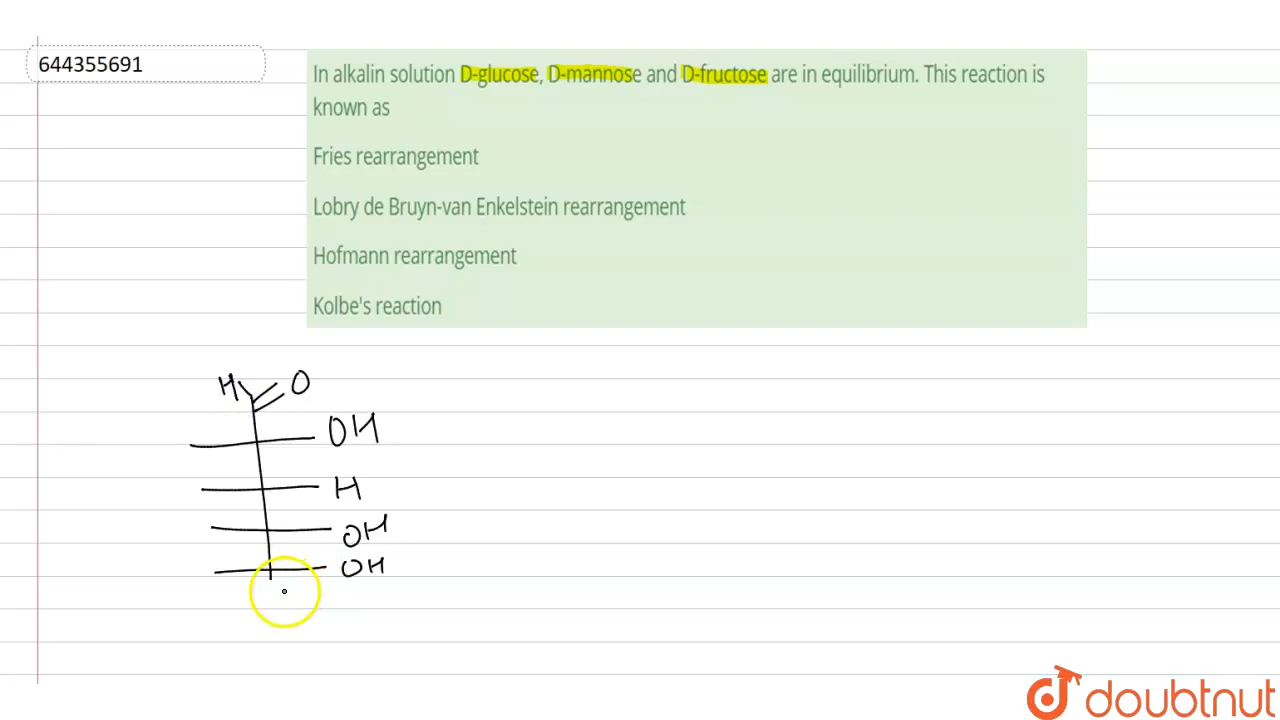 644355691
In alkalin solution D-glucose, D-mannose and D-fructose are in equilibrium. This reaction is
known as
Fries rearrangement
Lobry de Bruyn-van Enkelstein rearrangement
Hofmann rearrangement
Kolbe's reaction
H O
OH
H
OH
OH
doubtnut